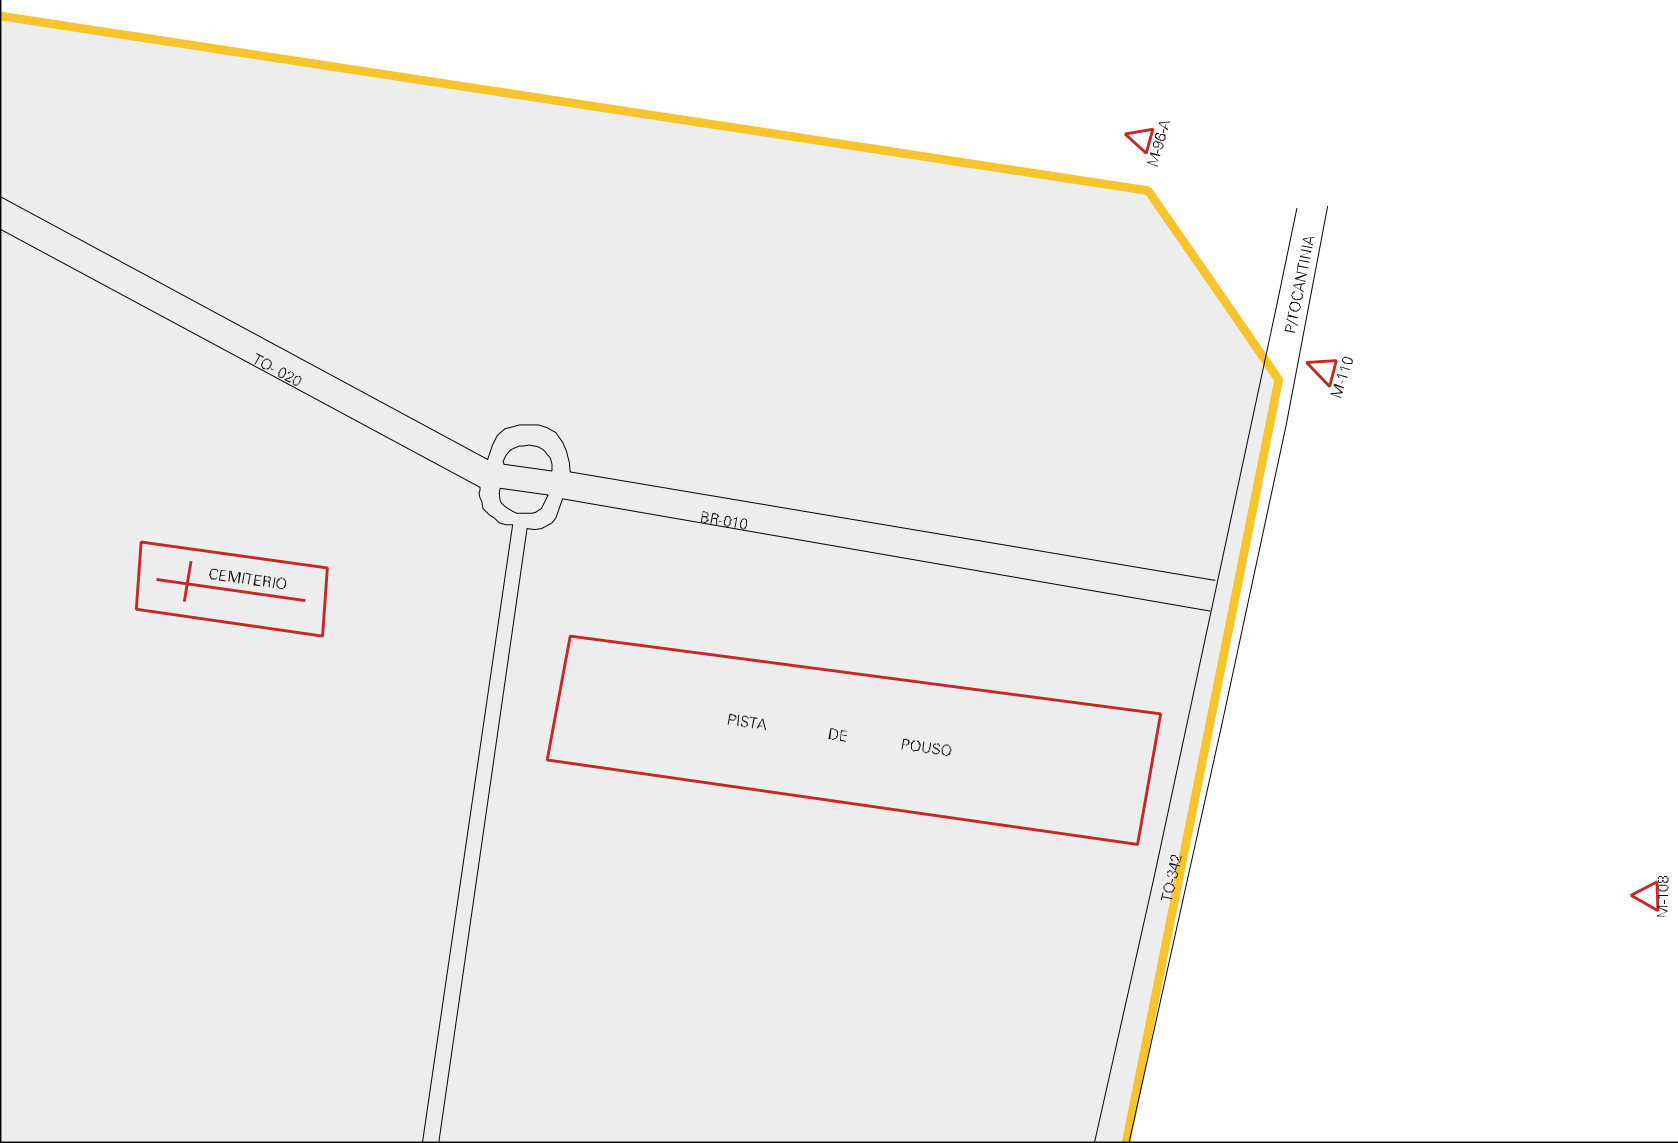 M-96-A
P/TOCANTINIA
M-110
TO- 020
BR-010
CEMITERIO
PISTA DE POUSO
TO-342
M-108